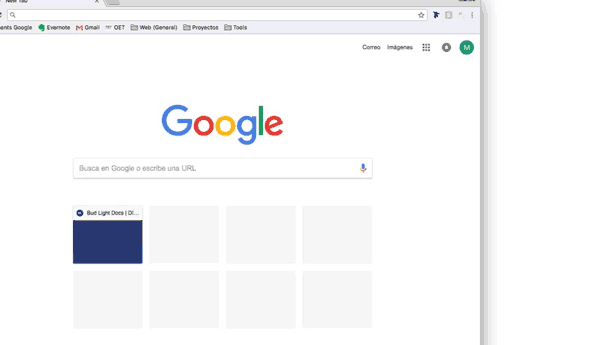 New Tab
ents Google Evernote Gmail OET Web (General) Proyectos Tools
Correo Imágenes M
Google
Busca en Google o escribe una URL
Bud Light Docs | Di...